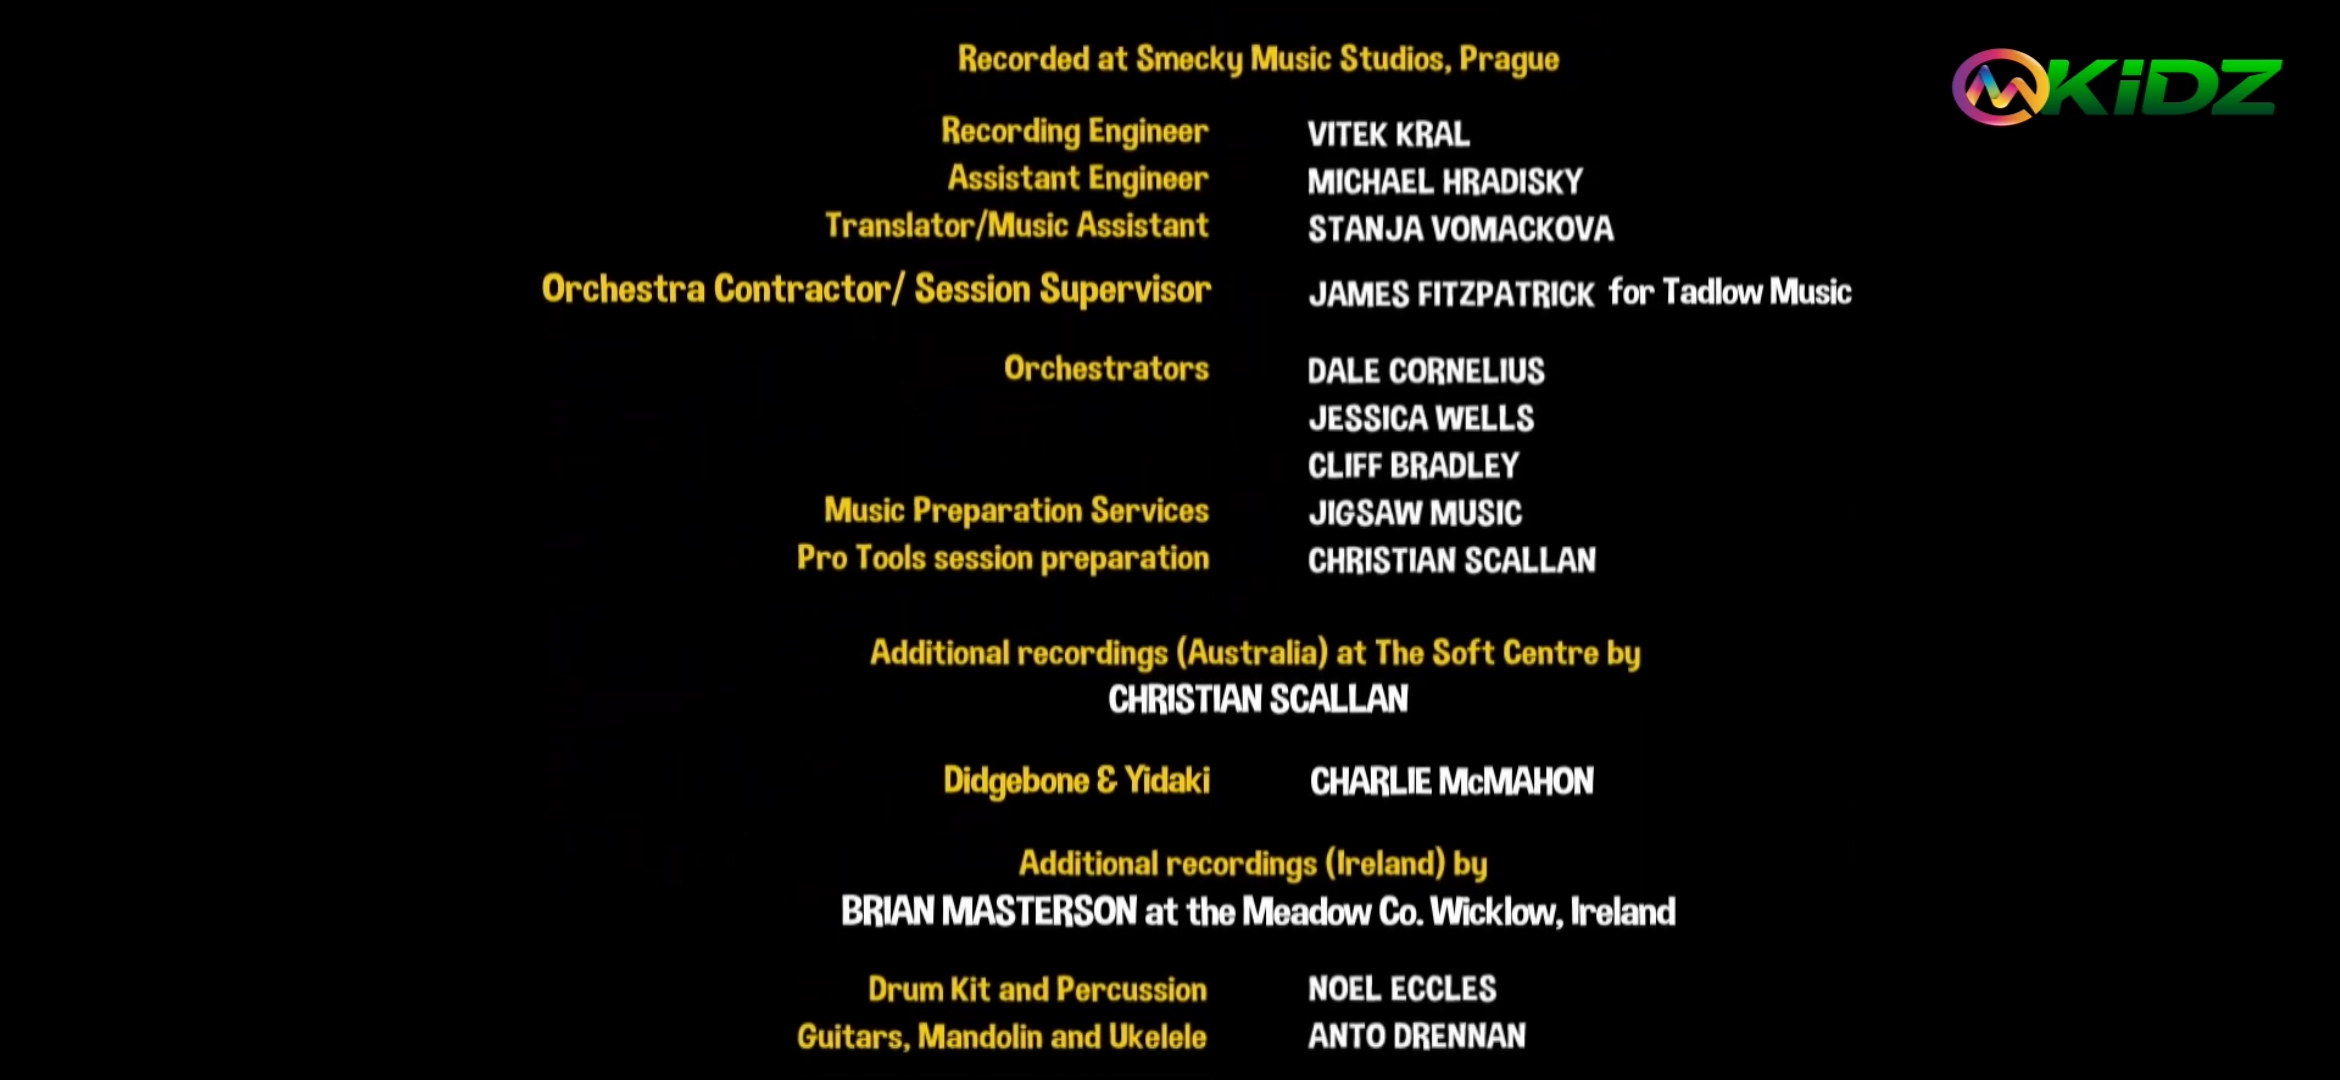 Recorded at Smecky Music Studios, Prague
KiDZ
Recording Engineer VITEK KRAL
Assistant Engineer MICHAEL HRADISKY
Translator/Music Assistant STANJA VOMACKOVA
Orchestra Contractor/ Session Supervisor JAMES FITZPATRICK for Tadlow Music
Orchestrators DALE CORNELIUS
JESSICA WELLS
CLIFF BRADLEY
Music Preparation Services JIGSAW MUSIC
Pro Tools session preparation CHRISTIAN SCALLAN
Additional recordings (Australia) at The Soft Centre by
CHRISTIAN SCALLAN
Didgebone & Yidaki CHARLIE McMAHON
Additional recordings (Ireland) by
BRIAN MASTERSON at the Meadow Co. Wicklow, Ireland
Drum Kit and Percussion NOEL ECCLES
Guitars, Mandolin and Ukelele ANTO DRENNAN